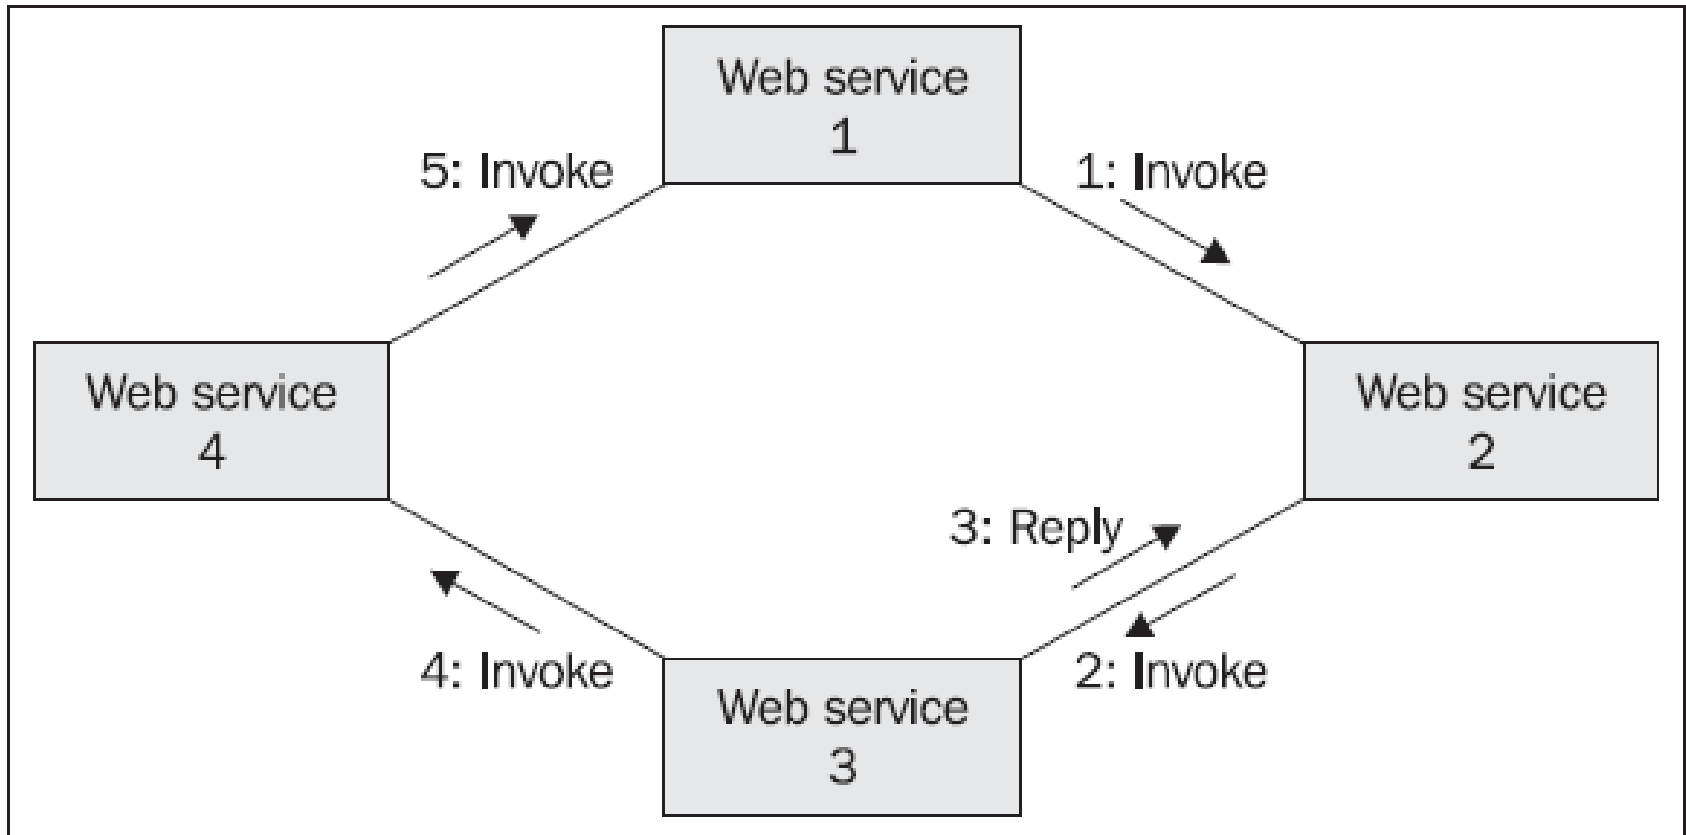 Web service
1
5: Invoke
1: Invoke
Web service
4
Web service
2
3: Reply
4: Invoke
2: Invoke
Web service
3